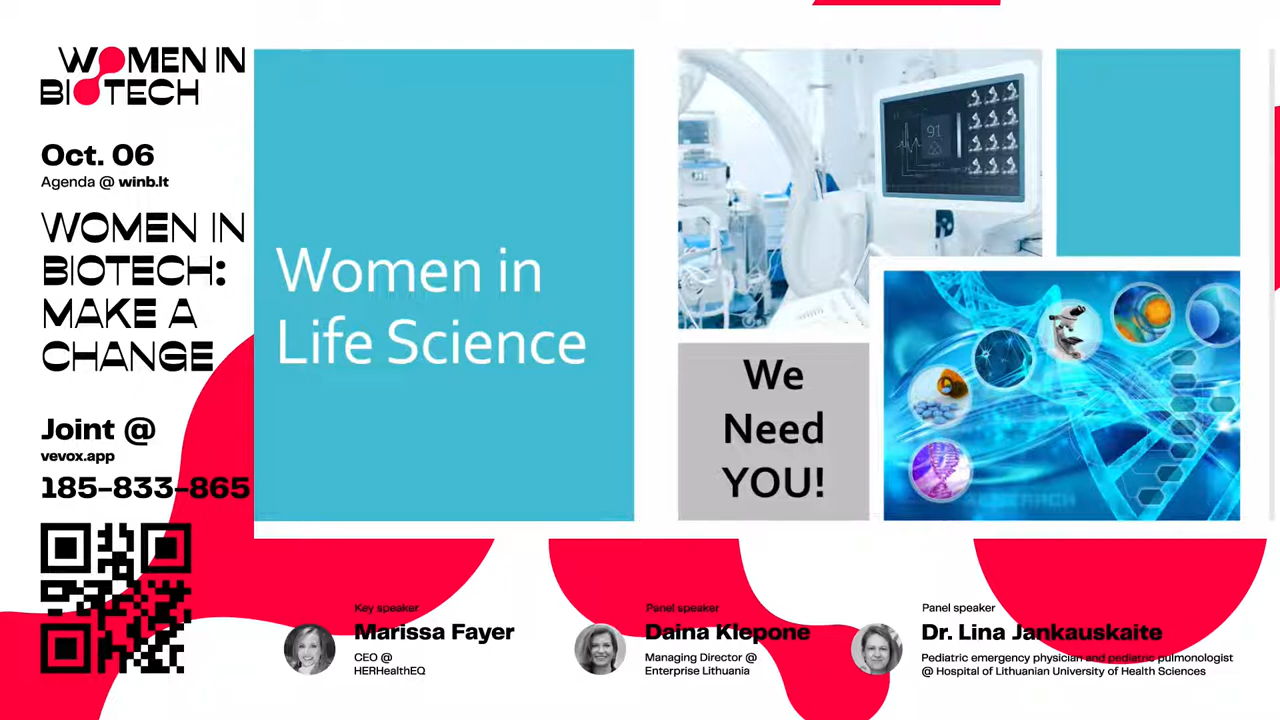 WOMEN IN
BIOTECH
Oct. 06
Agenda @ winb.lt
WOMEN IN
BIOTECH:
MAKE A
CHANGE
Joint @
vevox.app
185-833-865
Women in
Life Science
91
We
Need
YOU!
RESEARCH
Key speaker
Marissa Fayer
CEO @
HERHealthEQ
Panel speaker
Daina Klepone
Managing Director @
Enterprise Lithuania
Panel speaker
Dr. Lina Jankauskaite
Pediatric emergency physician and pediatric pulmonologist
@ Hospital of Lithuanian University of Health Sciences